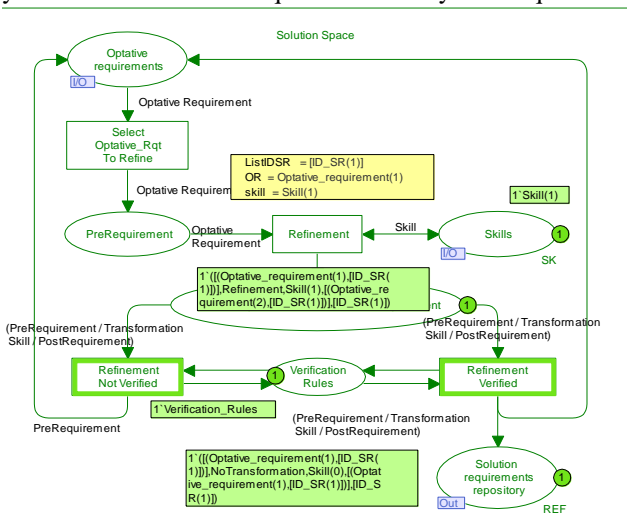 Solution Space
Optative
requirements
I/O
Optative Requirement
Select
Optative_Rqt
To Refine
ListIDSR = [ID_SR(1)]
OR = Optative_requirement(1)
skill = Skill(1)
Optative Requirem
1`Skill(1)
PreRequirement
Optative
Requirement
Refinement
Skill
Skills
1
I/O
SK
1`([(Optative_requirement(1),[ID_SR(
1)])],Refinement,Skill(1),[(Optative_re
quirement(2),[ID_SR(1)])],[ID_SR(1)])
nt
1
(PreRequirement / Transformation
Skill / PostRequirement)
(PreRequirement / Transformation
Skill / PostRequirement)
Refinement
Not Verified
1
Verification
Rules
Refinement
Verified
1`Verification_Rules
PreRequirement
(PreRequirement / Transformation
Skill / PostRequirement)
1`([(Optative_requirement(1),[ID_SR(
1)])],NoTransformation,Skill(0),[(Optat
ive_requirement(1),[ID_SR(1)])],[ID_S
R(1)])
Solution
requirements
repository
1
Out
REF